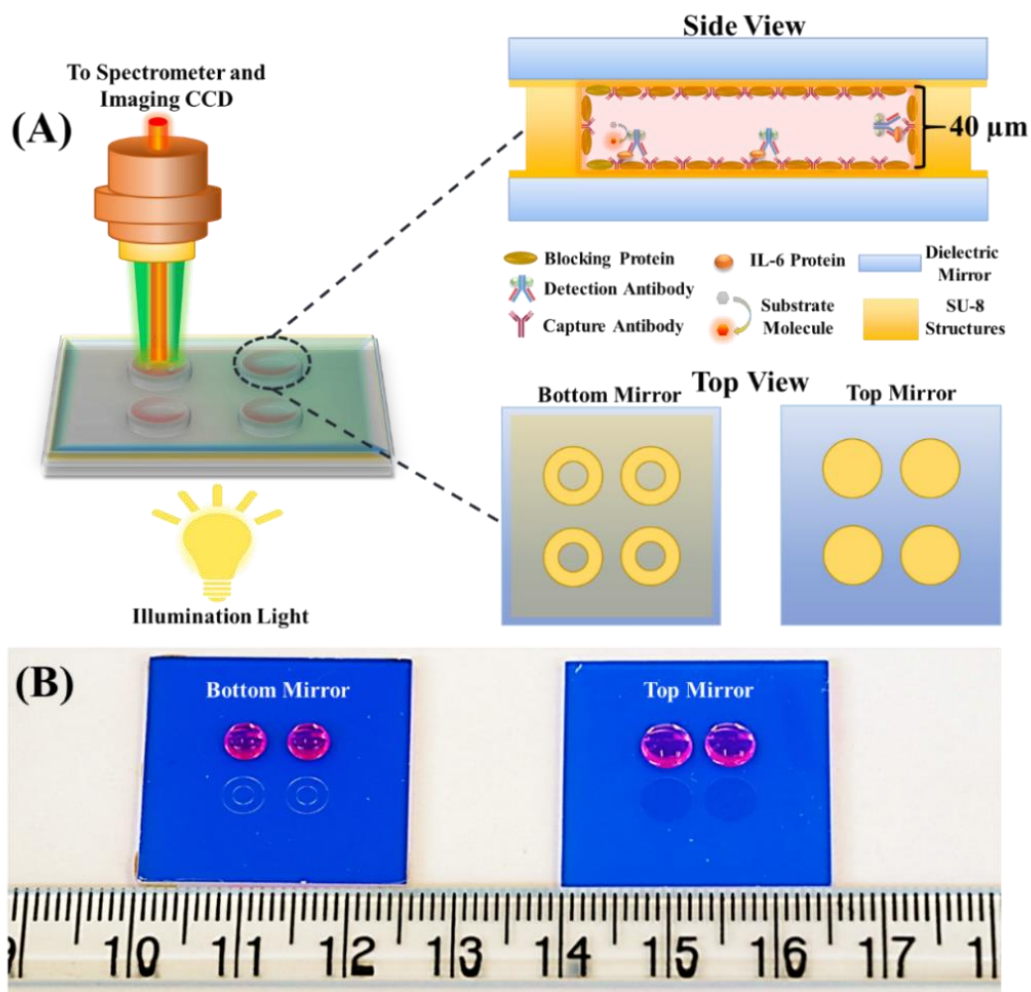 (A)
To Spectrometer and
Imaging CCD
Illumination Light
Side View
40 µm
Blocking Protein
Detection Antibody
Capture Antibody
IL-6 Protein
Substrate
Molecule
Dielectric
Mirror
SU-8
Structures
Top View
Bottom Mirror
Top Mirror
(B)
Bottom Mirror
Top Mirror
10 11 12 13 14 15 16 17